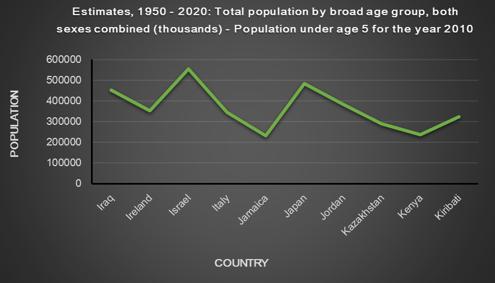 Estimates, 1950 - 2020: Total population by broad age group, both
sexes combined (thousands) - Population under age 5 for the year 2010
POPULATION
600000
500000
400000
300000
200000
100000
0
Iraq
Ireland
Israel
Italy
Jamaica
Japan
Jordan
Kazakhstan
Kenya
Kiribati
COUNTRY